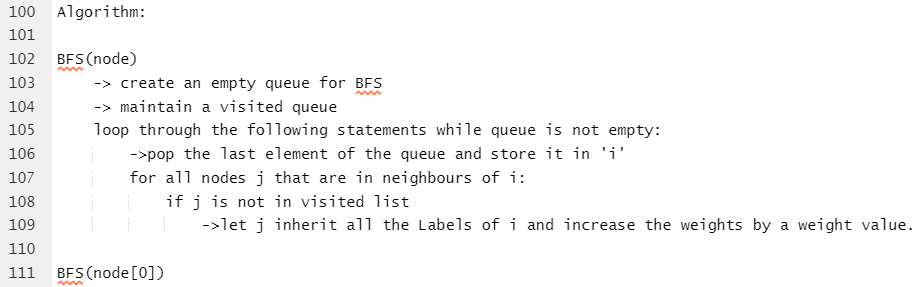 100 Algorithm:
101
102 BFS(node)
103 -> create an empty queue for BFS
104 -> maintain a visited queue
105 loop through the following statements while queue is not empty:
106 ->pop the last element of the queue and store it in 'i'
107 for all nodes j that are in neighbours of i:
108 if j is not in visited list
109 ->let j inherit all the Labels of i and increase the weights by a weight value.
110
111 BFS(node[0])